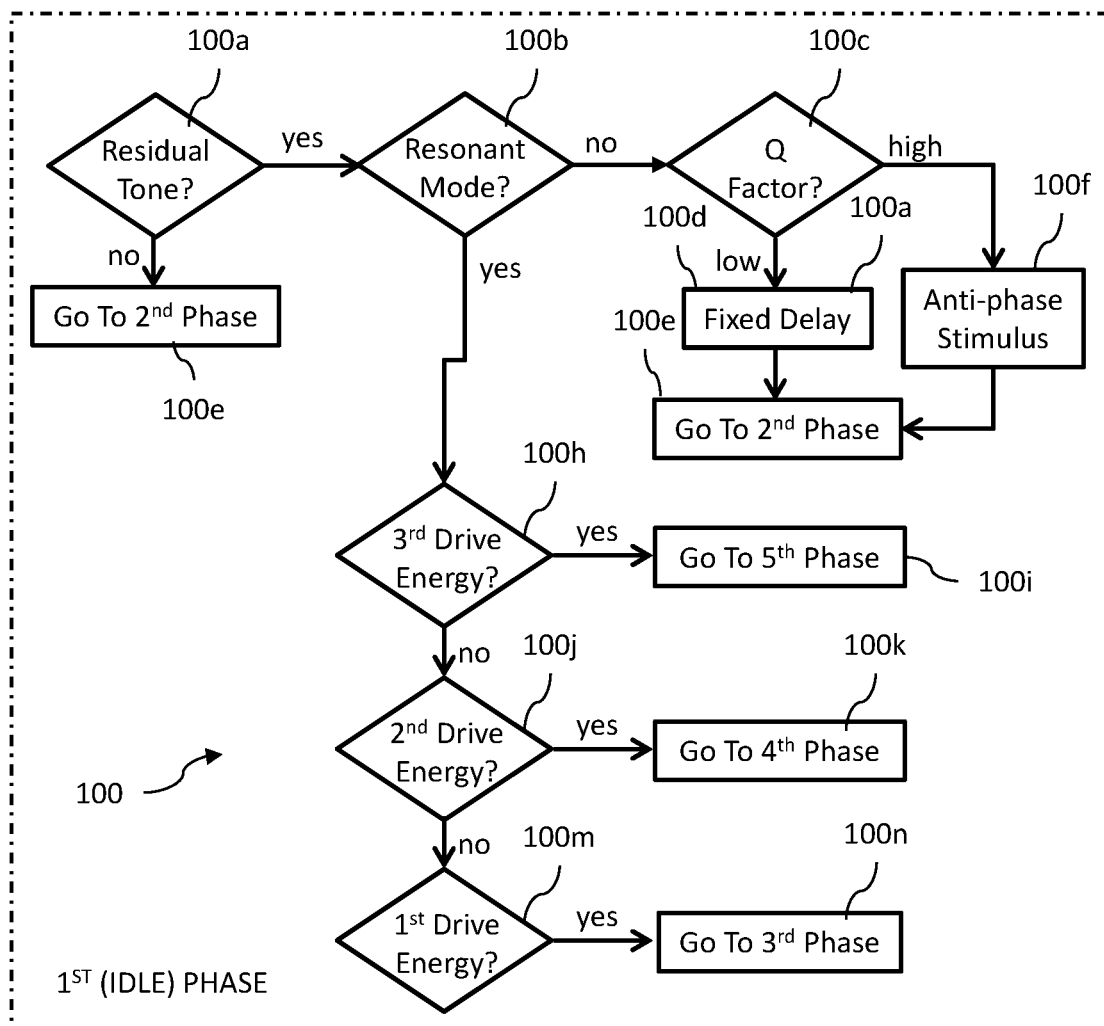 100a
100b
100c
Residual
Tone?
yes
Resonant
Mode?
no
Q
Factor?
high
100f
no
yes
100d
100a
low
Go To 2nd Phase
100e
Fixed Delay
Anti-phase
Stimulus
100e
Go To 2nd Phase
100h
3rd Drive
Energy?
yes
Go To 5th Phase
100i
no
100j
100k
2nd Drive
Energy?
yes
Go To 4th Phase
100
no
100m
100n
1st Drive
Energy?
yes
Go To 3rd Phase
1ST (IDLE) PHASE